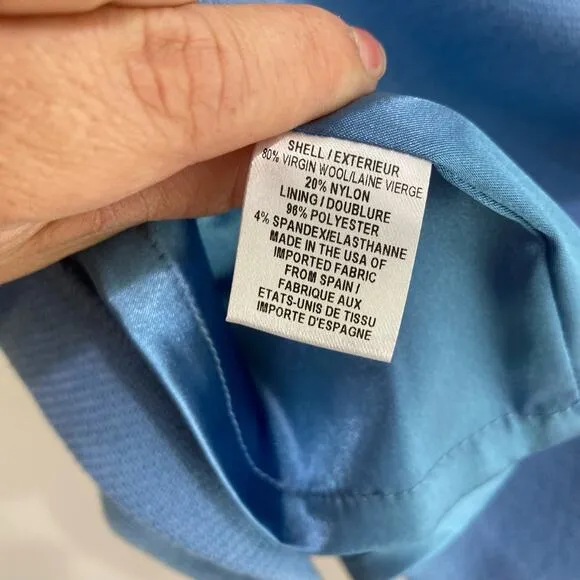 SHELL / EXTERIEUR
80% VIRGIN WOOL/LAINE VIERGE
20% NYLON
LINING / DOUBLURE
96% POLYESTER
4% SPANDEX/ELASTHANNE
MADE IN THE USA OF
IMPORTED FABRIC
FROM SPAIN /
FABRIQUE AUX
ETATS-UNIS DE TISSU
IMPORTE D'ESPAGNE